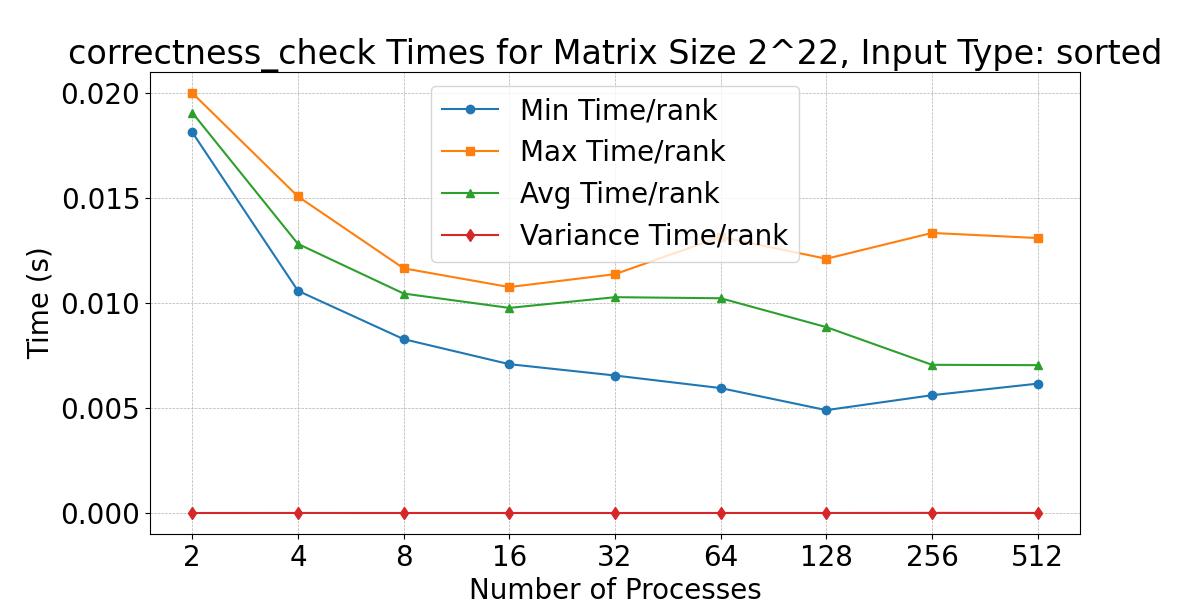 correctness_check Times for Matrix Size 2^22, Input Type: sorted
Min Time/rank
Max Time/rank
Avg Time/rank
Variance Time/rank
Time (s)
0.020
0.015
0.010
0.005
0.000
2 4 8 16 32 64 128 256 512
Number of Processes